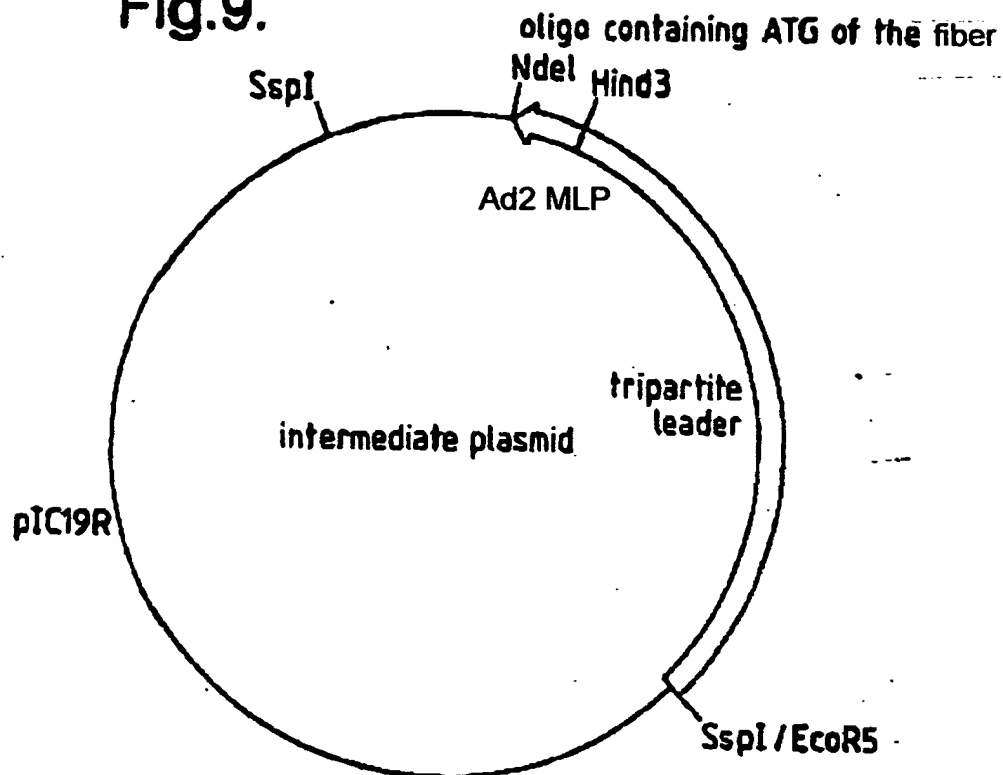 Fig.9.
oligo containing ATG of the fiber
NdeI
Hind3
SspI
Ad2 MLP
tripartite
leader
intermediate plasmid
pIC19R
SspI/EcoR5